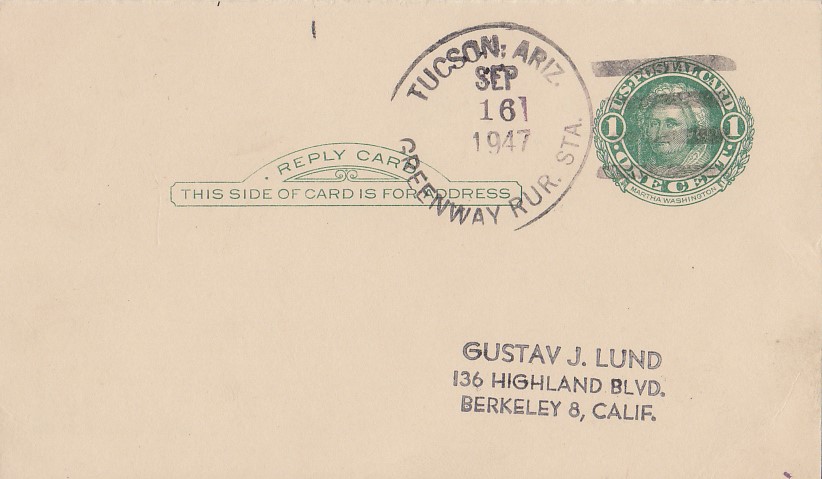 TUCSON, ARIZ.
SEP
16
1947
GREENWAY RUR. STA.
U·S·POSTAL CARD
1 1
·ONE CENT·
MARTHA WASHINGTON
· REPLY CARD
THIS SIDE OF CARD IS FOR ADDRESS
GUSTAV J. LUND
136 HIGHLAND BLVD.
BERKELEY 8, CALIF.